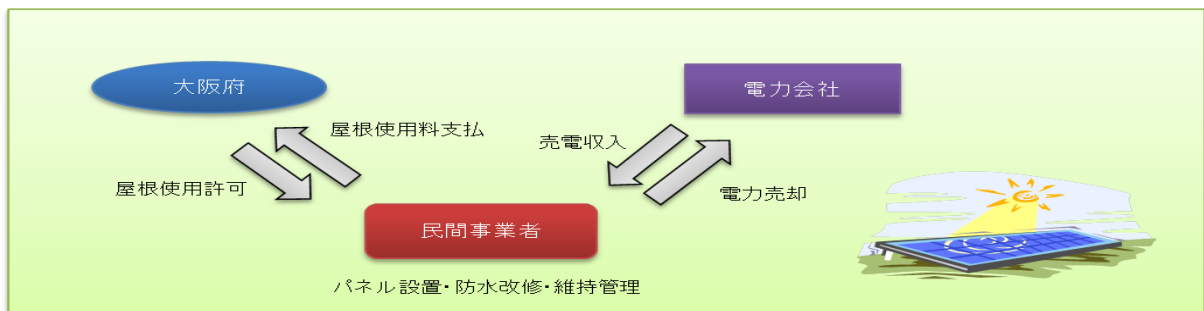 大阪府
電力会社
屋根使用料支払
売電収入
屋根使用許可
電力売却
民間事業者
パネル設置・防水改修・維持管理